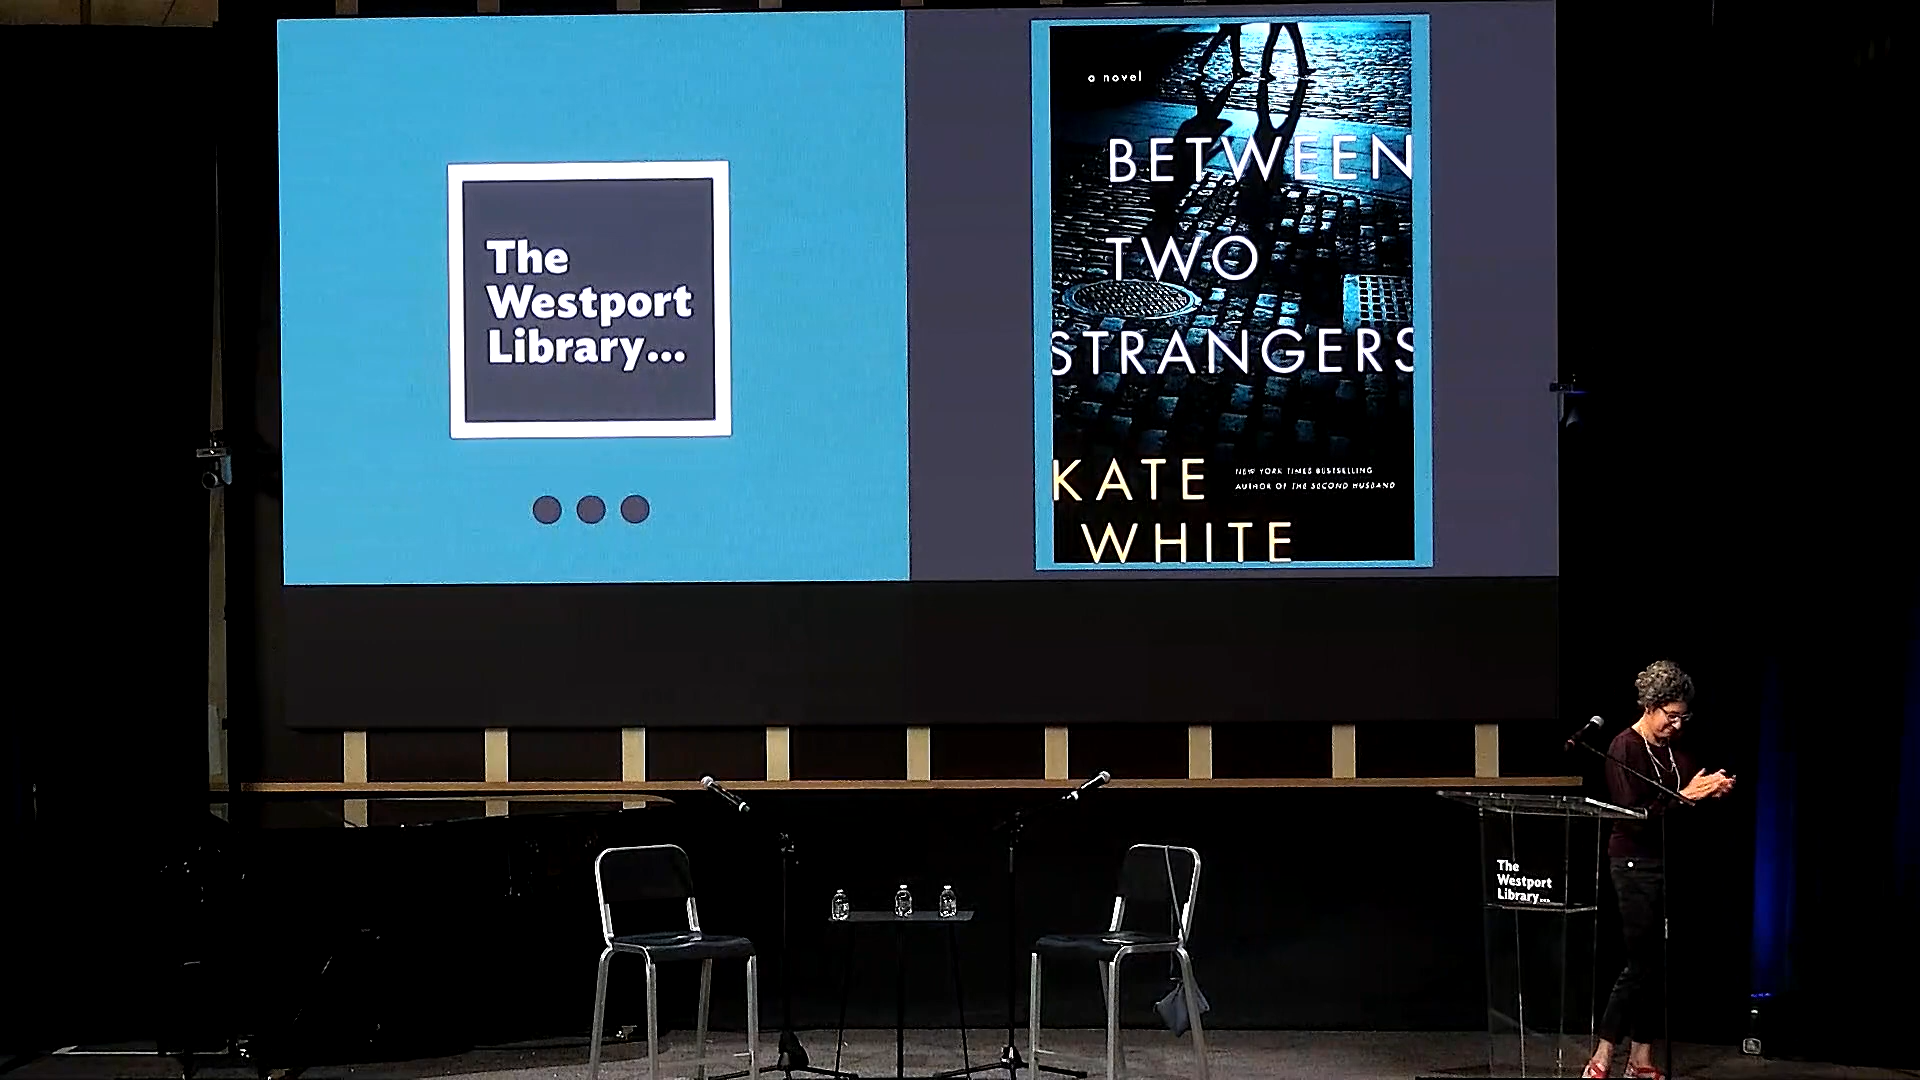 The
Westport
Library...
a novel
BETWEEN
TWO
STRANGERS
KATE
WHITE
NEW YORK TIMES BESTSELLING
AUTHOR OF THE SECOND HUSBAND
The
Westport
Library...